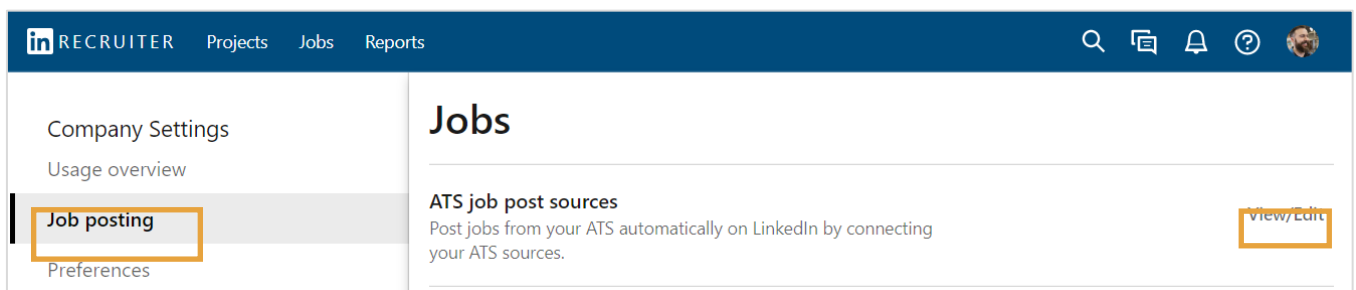 in RECRUITER Projects Jobs Reports
Company Settings
Usage overview
Job posting
Preferences
Jobs
ATS job post sources
Post jobs from your ATS automatically on LinkedIn by connecting
your ATS sources.
View/Edit